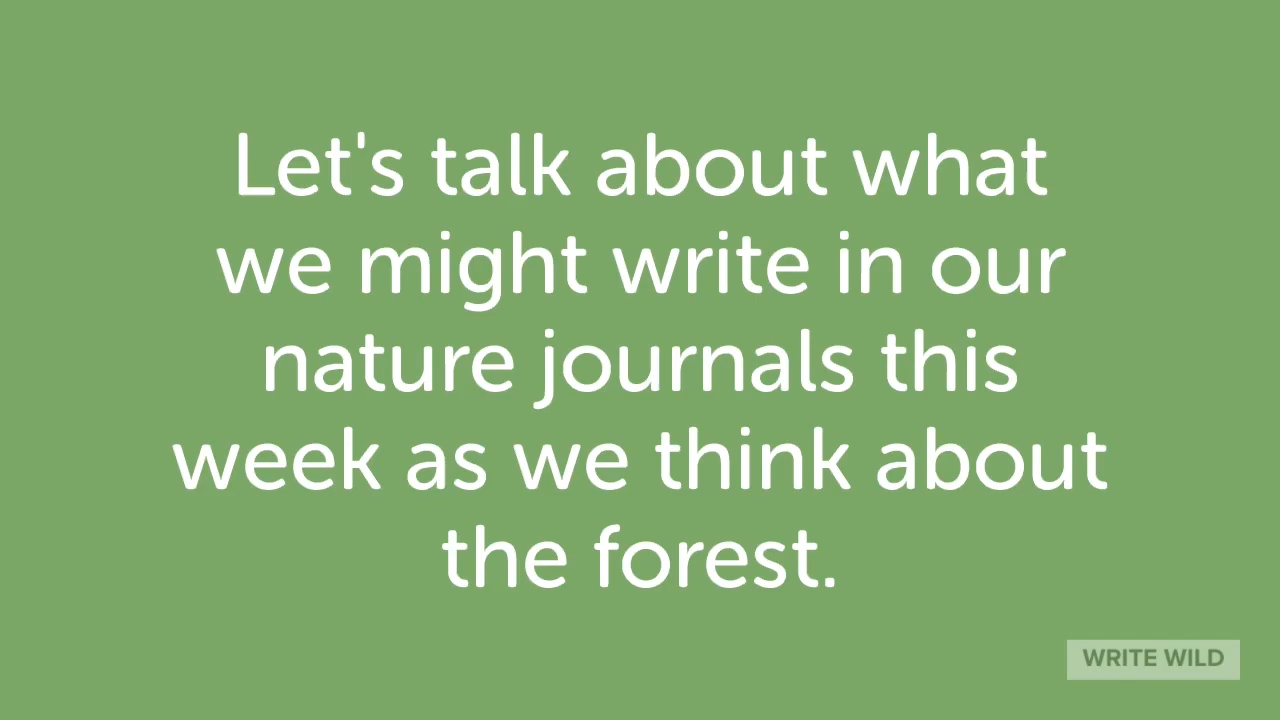 Let's talk about what
we might write in our
nature journals this
week as we think about
the forest.
WRITE WILD